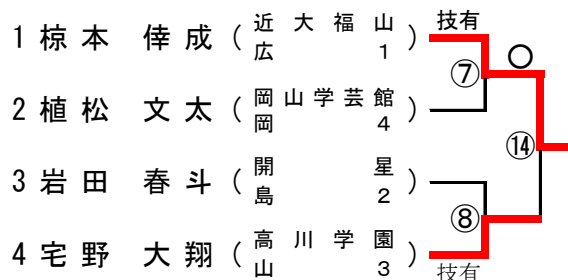 1 椋本 倖成 (近大福山 広1) 技有
⑦ ○
2 植松 文太 (岡山学芸館 岡4)
⑭
3 岩田 春斗 (開星 島2)
⑧
4 宅野 大翔 (高川学園 山3) 技有